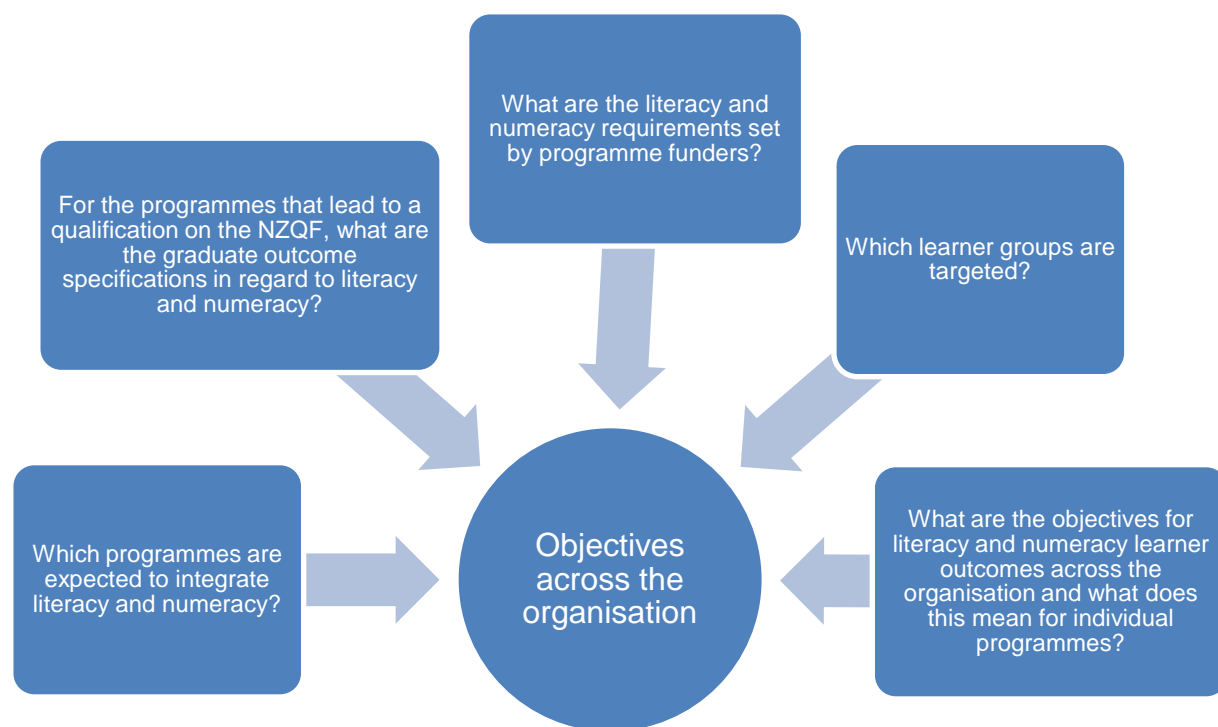 What are the literacy and
numeracy requirements set
by programme funders?
For the programmes that lead to a
qualification on the NZQF, what are
the graduate outcome
specifications in regard to literacy
and numeracy?
Which learner groups are
targeted?
Which programmes are
expected to integrate
literacy and numeracy?
Objectives
across the
organisation
What are the objectives for
literacy and numeracy learner
outcomes across the
organisation and what does
this mean for individual
programmes?